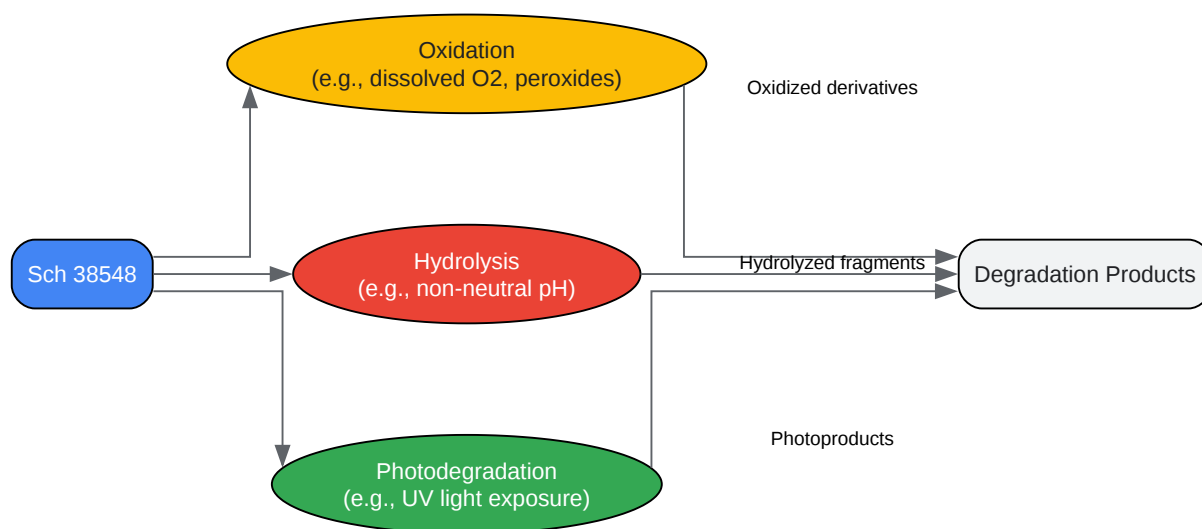 Oxidation
(e.g., dissolved O2, peroxides)
Oxidized derivatives
Sch 38548
Hydrolysis
(e.g., non-neutral pH)
Hydrolyzed fragments
Degradation Products
Photoproducts
Photodegradation
(e.g., UV light exposure)